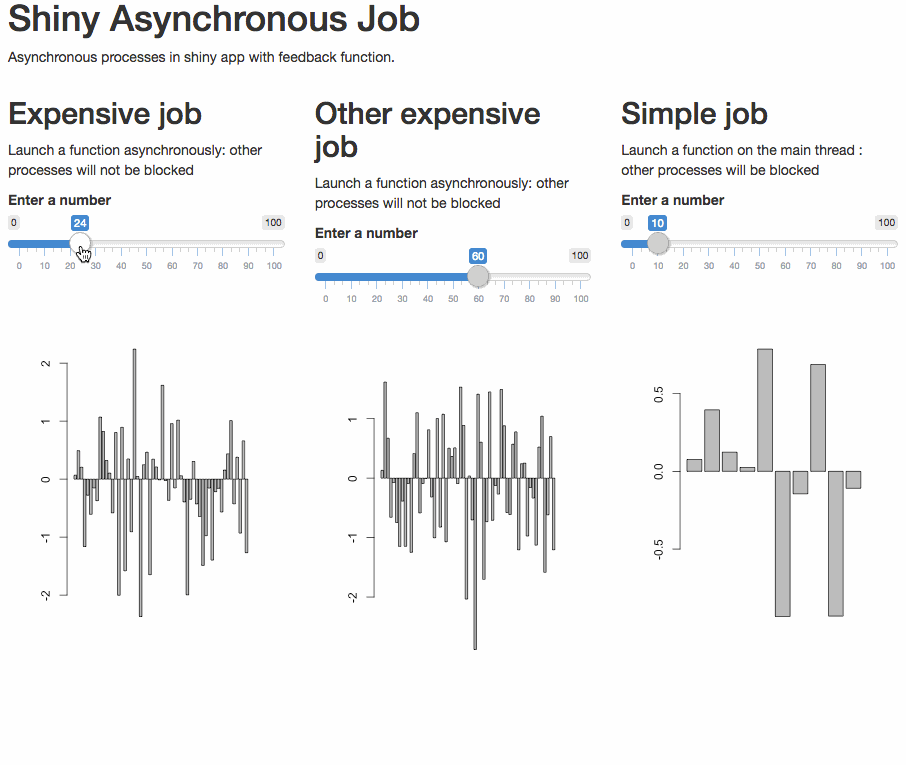 Shiny Asynchronous Job
Asynchronous processes in shiny app with feedback function.
Expensive job
Launch a function asynchronously: other
processes will not be blocked
Enter a number
0 24 100
0 10 20 30 40 50 60 70 80 90 100
Other expensive
job
Launch a function asynchronously: other
processes will not be blocked
Enter a number
0 60 100
0 10 20 30 40 50 60 70 80 90 100
Simple job
Launch a function on the main thread :
other processes will be blocked
Enter a number
0 10 100
0 10 20 30 40 50 60 70 80 90 100
2
1
0
-1
-2
1
0
-1
-2
0.5
0.0
-0.5